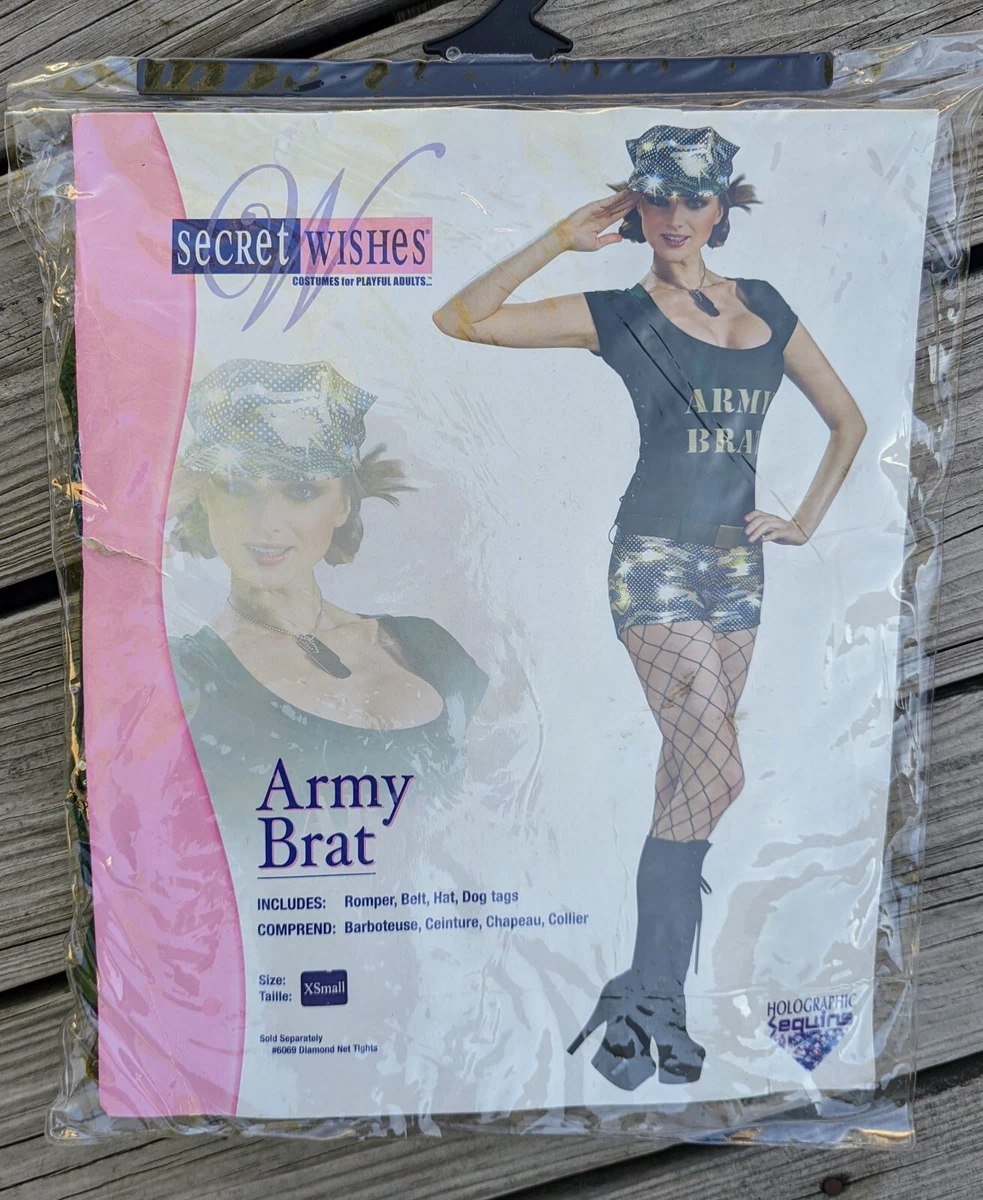 W
SECRET WISHES®
COSTUMES for PLAYFUL ADULTS™
ARMY
BRAT
Army
Brat
INCLUDES: Romper, Belt, Hat, Dog tags
COMPREND: Barboteuse, Ceinture, Chapeau, Collier
Size:
Taille: XSmall
Sold Separately
#6069 Diamond Net Tights
HOLOGRAPHIC
Sequins